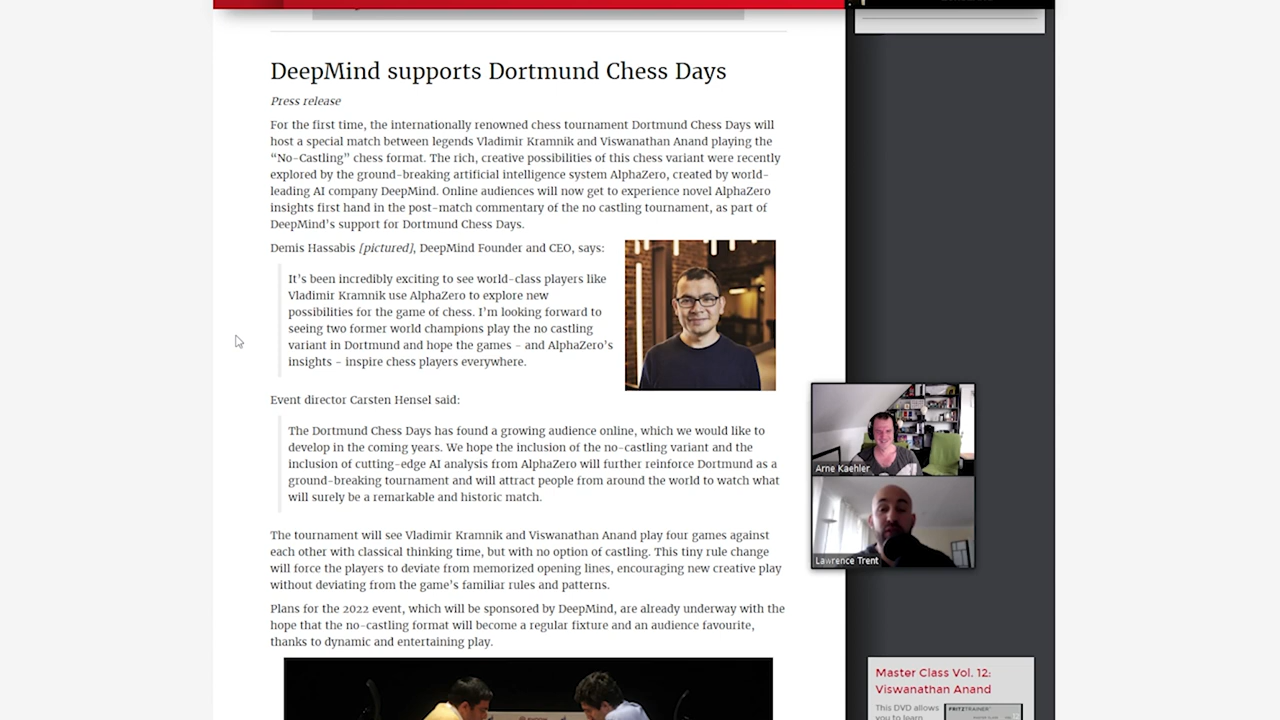 DeepMind supports Dortmund Chess Days
Press release
For the first time, the internationally renowned chess tournament Dortmund Chess Days will
host a special match between legends Vladimir Kramnik and Viswanathan Anand playing the
“No-Castling” chess format. The rich, creative possibilities of this chess variant were recently
explored by the ground-breaking artificial intelligence system AlphaZero, created by world-
leading AI company DeepMind. Online audiences will now get to experience novel AlphaZero
insights first hand in the post-match commentary of the no castling tournament, as part of
DeepMind’s support for Dortmund Chess Days.
Demis Hassabis [pictured], DeepMind Founder and CEO, says:
It’s been incredibly exciting to see world-class players like
Vladimir Kramnik use AlphaZero to explore new
possibilities for the game of chess. I’m looking forward to
seeing two former world champions play the no castling
variant in Dortmund and hope the games – and AlphaZero’s
insights – inspire chess players everywhere.
Event director Carsten Hensel said:
The Dortmund Chess Days has found a growing audience online, which we would like to
develop in the coming years. We hope the inclusion of the no-castling variant and the
inclusion of cutting-edge AI analysis from AlphaZero will further reinforce Dortmund as a
ground-breaking tournament and will attract people from around the world to watch what
will surely be a remarkable and historic match.
The tournament will see Vladimir Kramnik and Viswanathan Anand play four games against
each other with classical thinking time, but with no option of castling. This tiny rule change
will force the players to deviate from memorized opening lines, encouraging new creative play
without deviating from the game’s familiar rules and patterns.
Plans for the 2022 event, which will be sponsored by DeepMind, are already underway with the
hope that the no-castling format will become a regular fixture and an audience favourite,
thanks to dynamic and entertaining play.
Arne Kaehler
Lawrence Trent
Master Class Vol. 12:
Viswanathan Anand
This DVD allows
you to learn
FRITZTRAINER